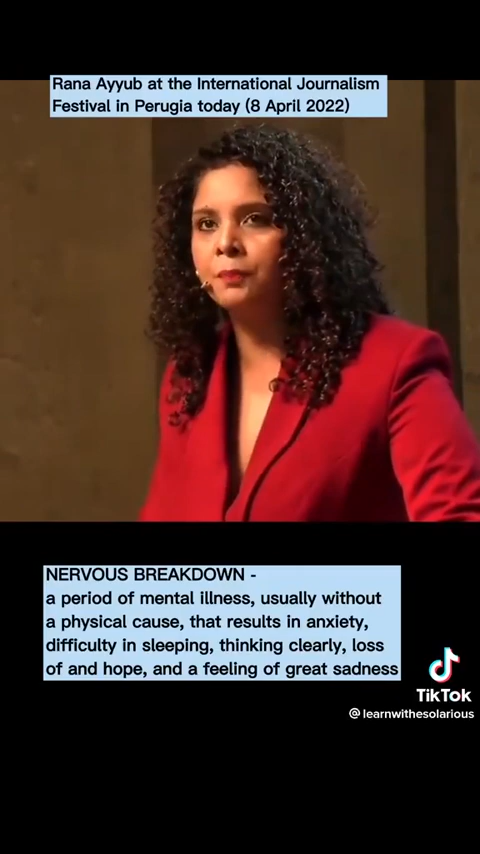 Rana Ayyub at the International Journalism
Festival in Perugia today (8 April 2022)
NERVOUS BREAKDOWN -
a period of mental illness, usually without
a physical cause, that results in anxiety,
difficulty in sleeping, thinking clearly, loss
of and hope, and a feeling of great sadness
TikTok
@learnwithesolarious